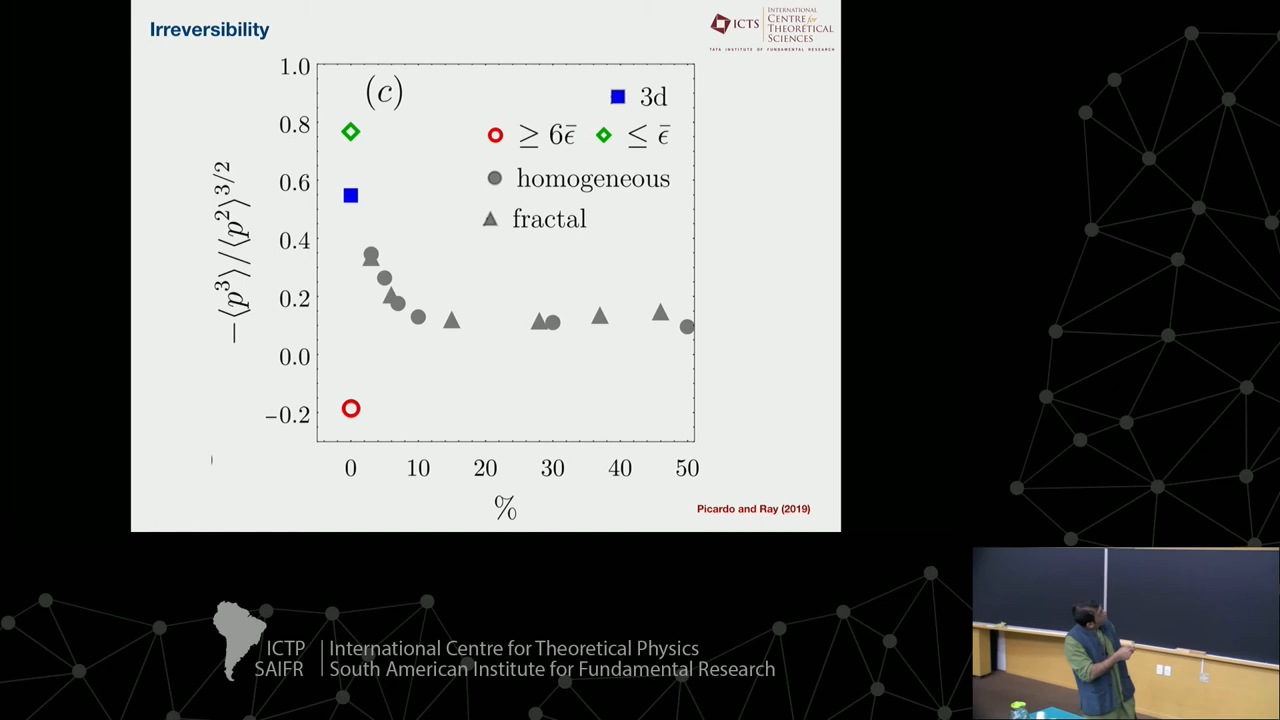 Irreversibility
ICTS
INTERNATIONAL
CENTRE for
THEORETICAL
SCIENCES
TATA INSTITUTE OF FUNDAMENTAL RESEARCH
(c)
3d
≥ 6ε̄
≤ ε̄
homogeneous
fractal
−⟨p³⟩/⟨p²⟩³ᐟ²
1.0
0.8
0.6
0.4
0.2
0.0
−0.2
0 10 20 30 40 50
%
Picardo and Ray (2019)
ICTP
SAIFR
International Centre for Theoretical Physics
South American Institute for Fundamental Research